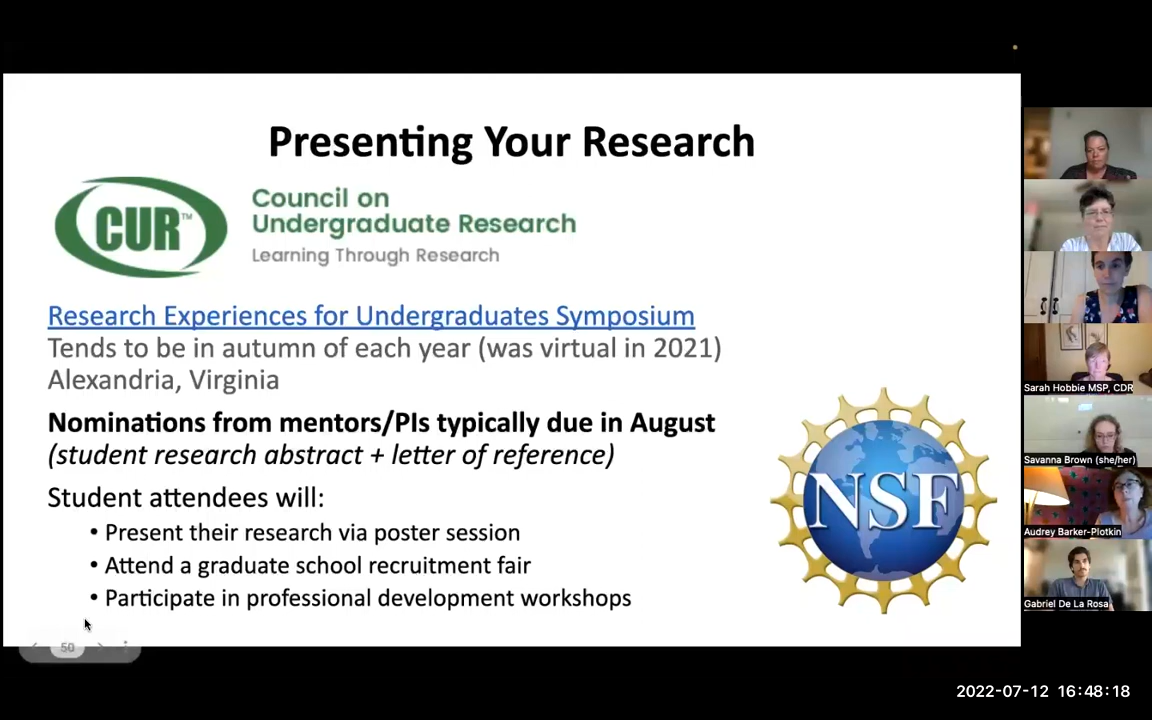 Presenting Your Research
CUR™
Council on
Undergraduate Research
Learning Through Research
Research Experiences for Undergraduates Symposium
Tends to be in autumn of each year (was virtual in 2021)
Alexandria, Virginia
Nominations from mentors/PIs typically due in August
(student research abstract + letter of reference)
Student attendees will:
• Present their research via poster session
• Attend a graduate school recruitment fair
• Participate in professional development workshops
NSF
50
Sarah Hobbie MSP, CDR
Savanna Brown (she/her)
Audrey Barker-Plotkin
Gabriel De La Rosa
2022-07-12 16:48:18